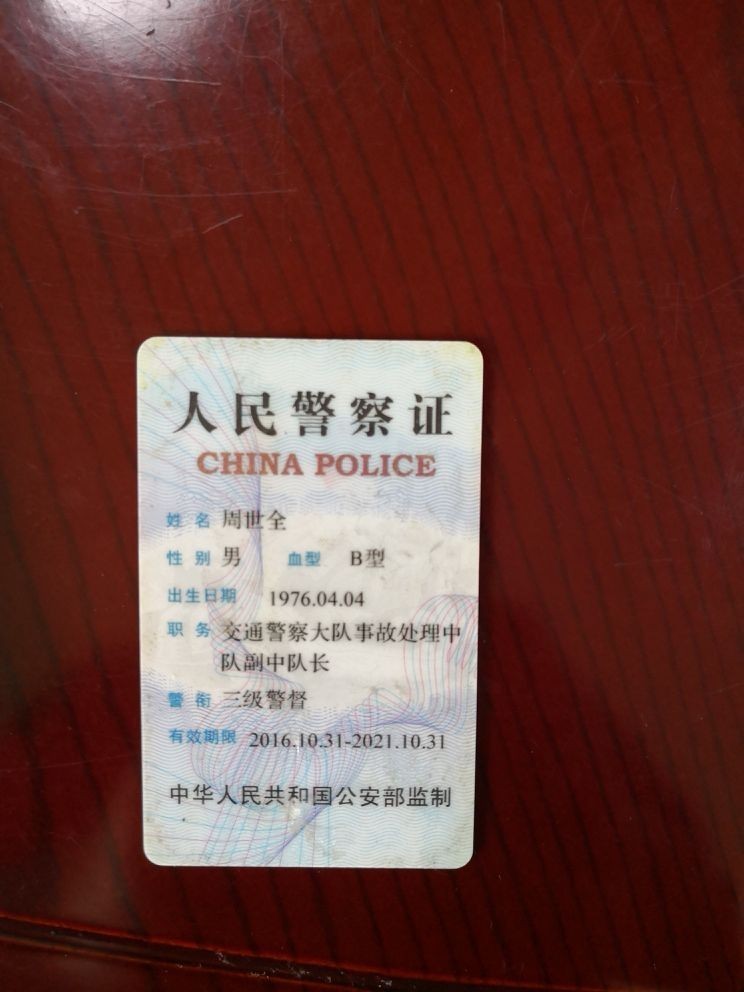 人民警察证
CHINA POLICE
姓名 周世全
性别 男 血型 B型
出生日期 1976.04.04
职务 交通警察大队事故处理中
队副中队长
警衔 三级警督
有效期限 2016.10.31-2021.10.31
中华人民共和国公安部监制